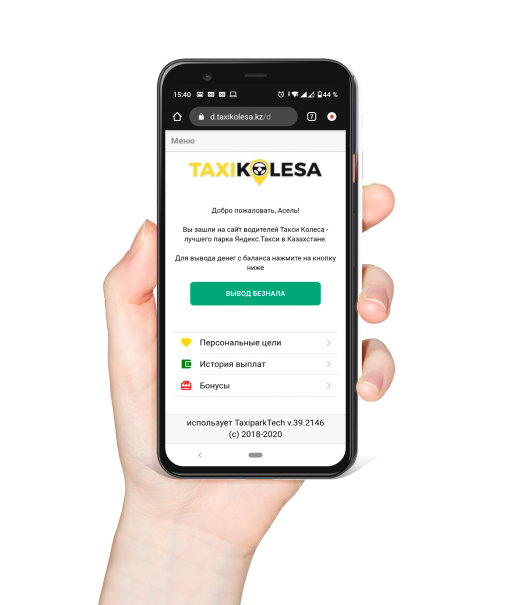 15:40
44 %
d.taxikolesa.kz/d
7
Меню
TAXIKOLESA
Добро пожаловать, Асель!
Вы зашли на сайт водителей Такси Колеса -
лучшего парка Яндекс.Такси в Казахстане.
Для вывода денег с баланса нажмите на кнопку
ниже
ВЫВОД БЕЗНАЛА
Персональные цели
История выплат
Бонусы
использует TaxiparkTech v.39.2146
(c) 2018-2020